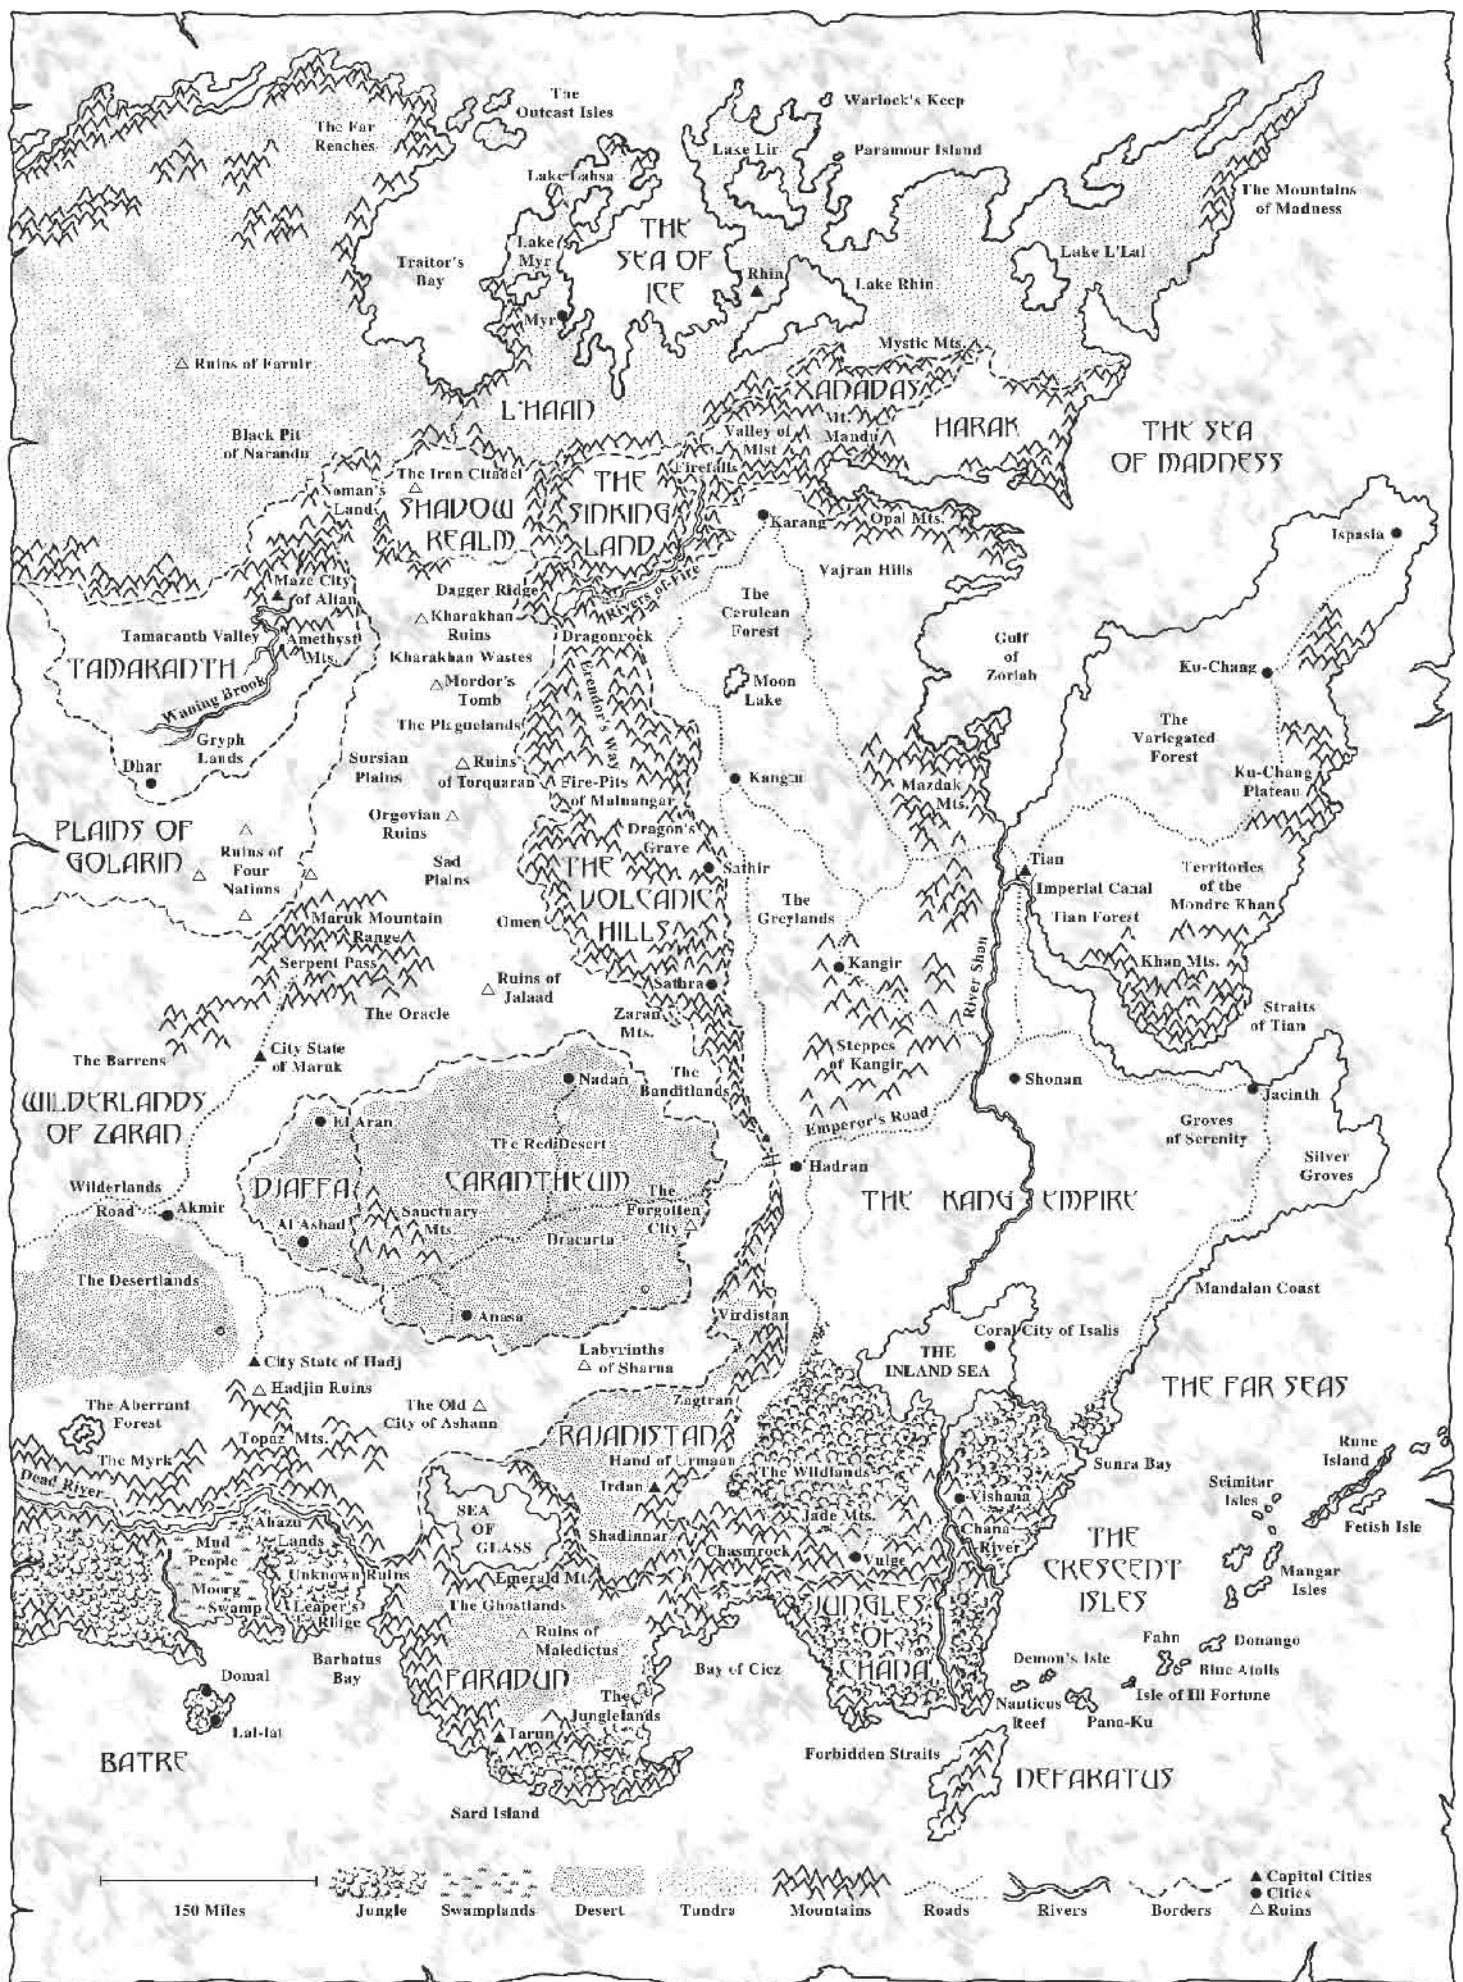 The
Outcast Isles
Warlock's Keep
The Far
Reaches
Lake Lir
Paramour Island
Lake Lahsa
The Mountains
of Madness
THE
SEA OF
ICE
Lake
Myr
Traitor's
Bay
Lake L'Lal
Rhin
Lake Rhin
Myr
Mystic Mts.
Ruins of Farnir
XANADAS
L'HAAN
Mt.
Mandu
HARAK
Valley of
Mist
THE SEA
OF MADNESS
Black Pit
of Narandu
Firefalls
The Iron Citadel
THE
SINKING
LAND
Noman's
Land
SHADOW
REALM
Karang
Opal Mts.
Ispasia
Vajran Hills
Maze City
of Altan
Dagger Ridge
Rivers of Fire
The
Cerulean
Forest
Kharakhan
Ruins
Tamaranth Valley
Amethyst
Mts.
Dragonrock
Gulf
of
Zoriah
TAMARANTH
Kharakhan Wastes
Erendor's Way
Ku-Chang
Mordor's
Tomb
Moon
Lake
Waning Brook
The Plaguelands
The
Variegated
Forest
Gryph
Lands
Dhar
Sursian
Plains
Ruins
of Torquaran
Fire-Pits
of Malnangar
Kangtu
Mazdak
Mts.
Ku-Chang
Plateau
Orgovian
Ruins
PLAINS OF
GOLARIN
Dragon's
Grave
Ruins of
Four
Nations
Sad
Plains
THE
VOLCANIC
HILLS
Sathir
Tian
Territories
of the
Mondre Khan
Imperial Canal
The
Greylands
Tian Forest
Maruk Mountain
Range
Omen
Serpent Pass
Kangir
River Shan
Khan Mts.
Ruins of
Jalaad
Sathra
The Oracle
Zaran
Mts.
Straits
of Tian
City State
of Maruk
The Barrens
Steppes
of Kangir
Nadan
The
Banditlands
Shonan
Jacinth
WILDERLANDS
OF ZARAN
El Aran
Emperor's Road
Groves
of Serenity
The Red Desert
Silver
Groves
Hadran
DJAFFA
CARANTHEUM
Wilderlands
Road
Akmir
The
Forgotten
City
THE KANG EMPIRE
Sanctuary
Mts.
Al Ashad
Dracarta
The Desertlands
Mandalan Coast
Anasa
Virdistan
Coral City of Isalis
Labyrinths
of Sharna
THE
INLAND SEA
City State of Hadj
Hadjin Ruins
THE FAR SEAS
The Aberrant
Forest
The Old
City of Ashann
Zagtran
RAJANISTAN
Topaz Mts.
Rune
Island
The Myrk
Hand of Urmaan
Sunra Bay
The Wildlands
Dead River
Irdan
Scimitar
Isles
Vishana
SEA
OF
GLASS
Jade Mts.
Ahazu
Lands
Fetish Isle
Mud
People
Shadinnar
Chana
River
THE
CRESCENT
ISLES
Chasmrock
Vulge
Unknown Ruins
Emerald Mt.
Mangar
Isles
Moorg
Swamp
Leaper's
Ridge
The Ghostlands
JUNGLES
OF
CHANA
Ruins of
Maledictus
Fahn
Donango
Barbatus
Bay
Demon's Isle
Blue Atolls
Bay of Ciez
Domal
FARADUN
Isle of Ill Fortune
The
Junglelands
Nauticus
Reef
Pana-Ku
Lal-lat
Tarun
BATRE
Forbidden Straits
NEFARATUS
Sard Island
150 Miles
Jungle
Swamplands
Desert
Tundra
Mountains
Roads
Rivers
Borders
Capitol Cities
Cities
Ruins